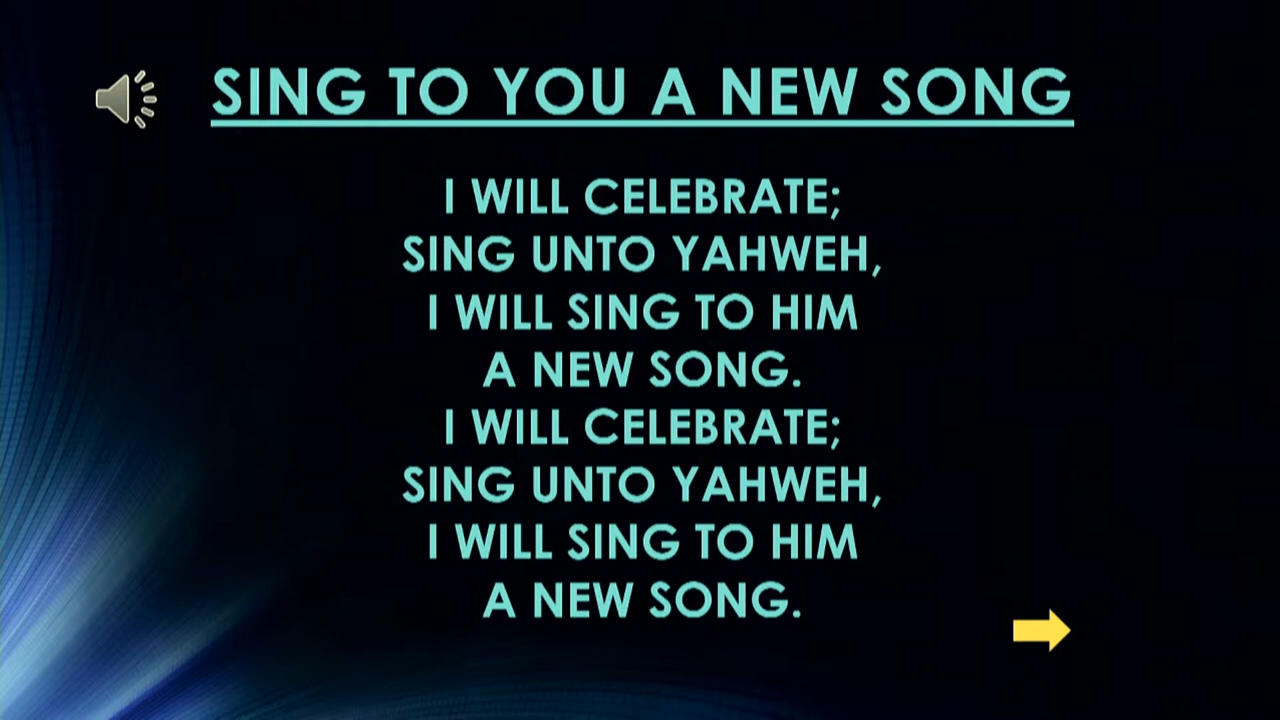 SING TO YOU A NEW SONG
I WILL CELEBRATE;
SING UNTO YAHWEH,
I WILL SING TO HIM
A NEW SONG.
I WILL CELEBRATE;
SING UNTO YAHWEH,
I WILL SING TO HIM
A NEW SONG.